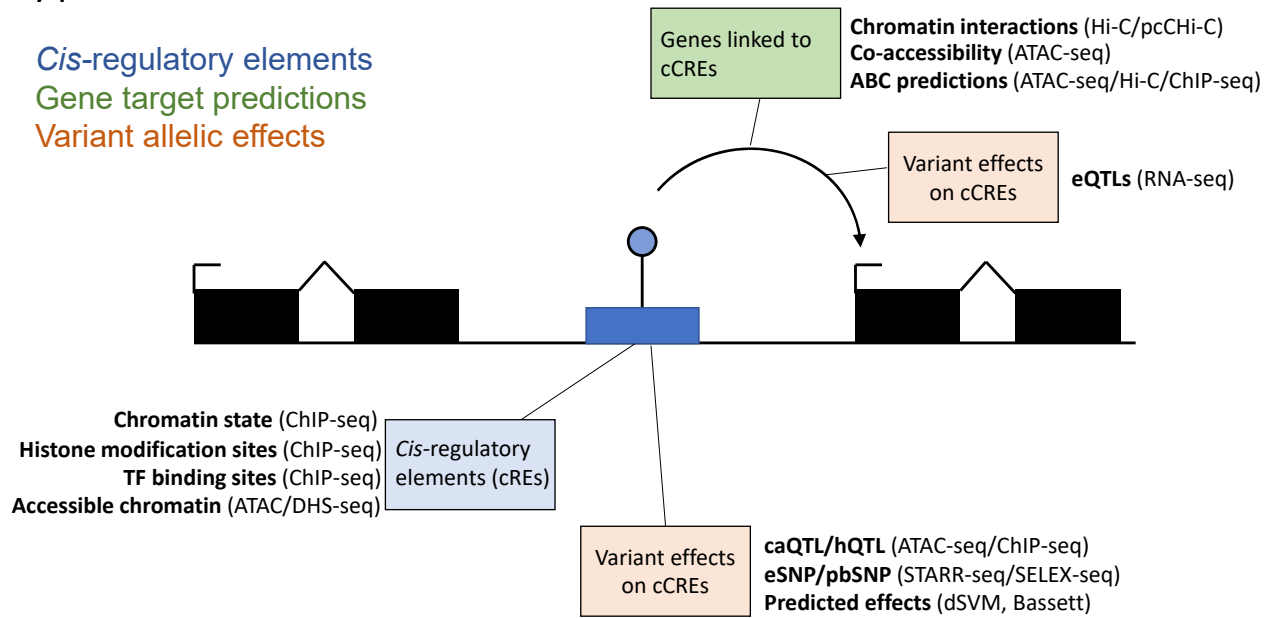 Cis-regulatory elements
Gene target predictions
Variant allelic effects
Genes linked to
cCREs
Chromatin interactions (Hi-C/pcCHi-C)
Co-accessibility (ATAC-seq)
ABC predictions (ATAC-seq/Hi-C/ChIP-seq)
Variant effects
on cCREs
eQTLs (RNA-seq)
Chromatin state (ChIP-seq)
Histone modification sites (ChIP-seq)
TF binding sites (ChIP-seq)
Accessible chromatin (ATAC/DHS-seq)
Cis-regulatory
elements (cREs)
Variant effects
on cCREs
caQTL/hQTL (ATAC-seq/ChIP-seq)
eSNP/pbSNP (STARR-seq/SELEX-seq)
Predicted effects (dSVM, Bassett)